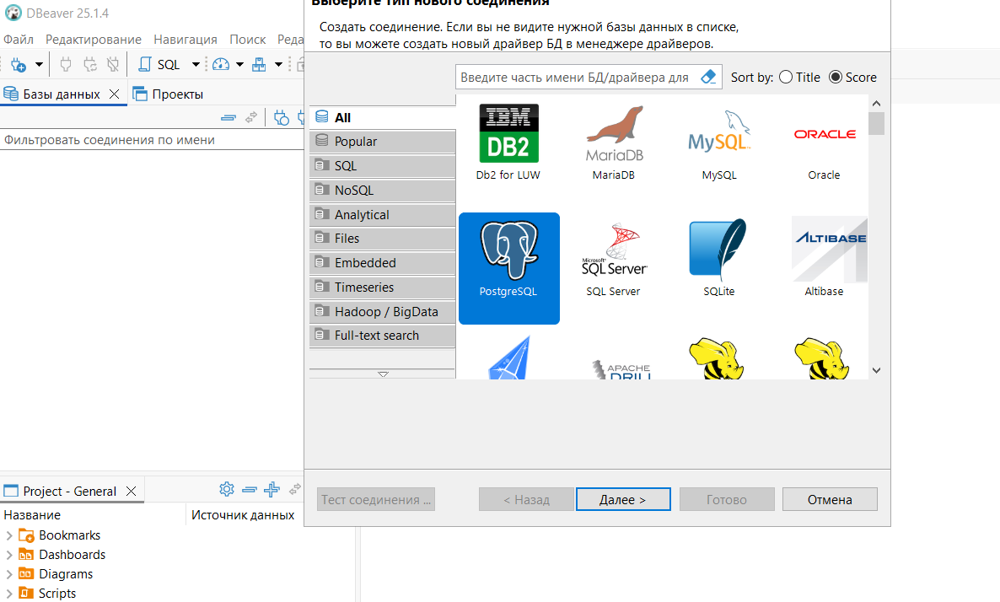 DBeaver 25.1.4
Выберите тип нового соединения
Создать соединение. Если вы не видите нужной базы данных в списке,
то вы можете создать новый драйвер БД в менеджере драйверов.
Файл Редактирование Навигация Поиск Реда
SQL
Базы данных Проекты
Фильтровать соединения по имени
Введите часть имени БД/драйвера для
Sort by: Title Score
All
Popular
SQL
NoSQL
Analytical
Files
Embedded
Timeseries
Hadoop / BigData
Full-text search
IBM
DB2
Db2 for LUW
MariaDB
MariaDB
MySQL
MySQL
ORACLE
Oracle
PostgreSQL
Microsoft
SQL Server
SQL Server
SQLite
ALTIBASE
Altibase
APACHE
DRILL
Тест соединения ...
< Назад
Далее >
Готово
Отмена
Project - General
Название Источник данных
Bookmarks
Dashboards
Diagrams
Scripts